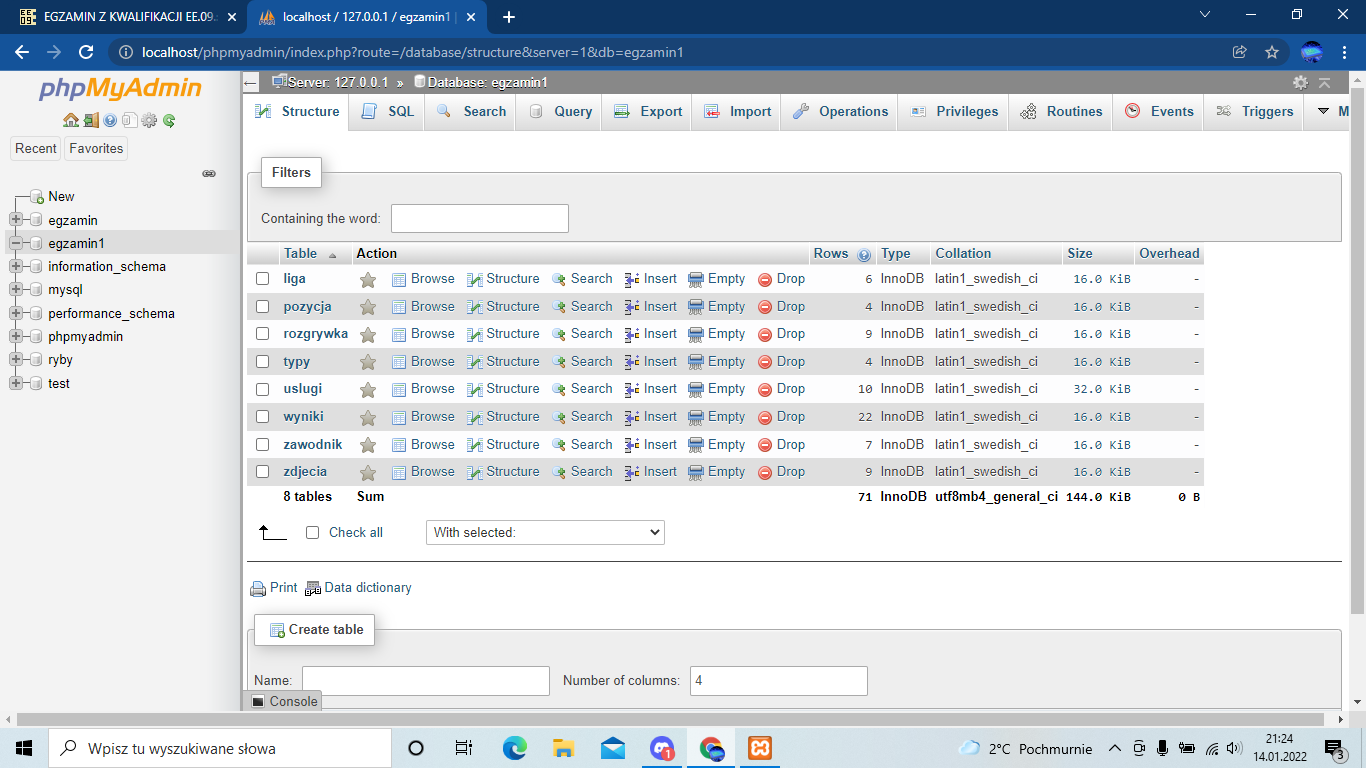 EGZAMIN Z KWALIFIKACJI EE.09
localhost / 127.0.0.1 / egzamin1 |
localhost/phpmyadmin/index.php?route=/database/structure&server=1&db=egzamin1
phpMyAdmin
Recent Favorites
New
egzamin
egzamin1
information_schema
mysql
performance_schema
phpmyadmin
ryby
test
Server: 127.0.0.1 » Database: egzamin1
Structure SQL Search Query Export Import Operations Privileges Routines Events Triggers M
Filters
Containing the word:
Table Action Rows Type Collation Size Overhead
liga Browse Structure Search Insert Empty Drop 6 InnoDB latin1_swedish_ci 16.0 KiB -
pozycja Browse Structure Search Insert Empty Drop 4 InnoDB latin1_swedish_ci 16.0 KiB -
rozgrywka Browse Structure Search Insert Empty Drop 9 InnoDB latin1_swedish_ci 16.0 KiB -
typy Browse Structure Search Insert Empty Drop 4 InnoDB latin1_swedish_ci 16.0 KiB -
uslugi Browse Structure Search Insert Empty Drop 10 InnoDB latin1_swedish_ci 32.0 KiB -
wyniki Browse Structure Search Insert Empty Drop 22 InnoDB latin1_swedish_ci 16.0 KiB -
zawodnik Browse Structure Search Insert Empty Drop 7 InnoDB latin1_swedish_ci 16.0 KiB -
zdjecia Browse Structure Search Insert Empty Drop 9 InnoDB latin1_swedish_ci 16.0 KiB -
8 tables Sum 71 InnoDB utf8mb4_general_ci 144.0 KiB 0 B
Check all With selected:
Print Data dictionary
Create table
Name: Number of columns: 4
Console
Wpisz tu wyszukiwane słowa
1
2°C Pochmurnie
21:24
14.01.2022
3